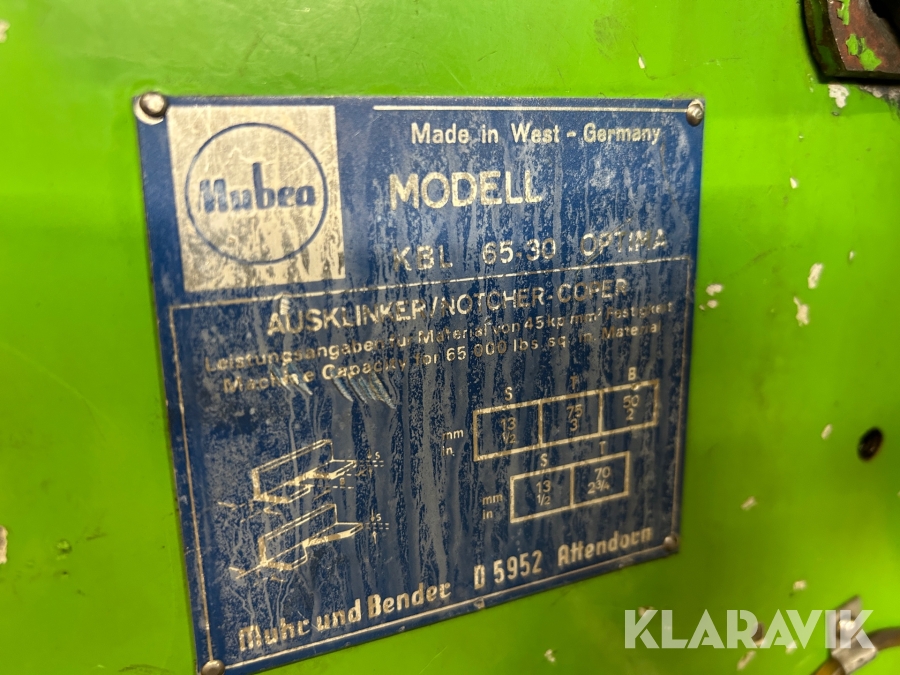 Mubea
Made in West-Germany
MODELL
KBL 65-30 OPTIMA
AUSKLINKER/NOTCHER-COPER
Leistungsangaben für Material von 45 kp/mm² Festigkeit
Machine Capacity for 65 000 lbs. sq. in. Material
S T B
mm 13 75 50
in. 1/2 3 2
S T
mm 13 70
in. 1/2 2 3/4
Muhr und Bender D 5952 Attendorn
KLARAVIK